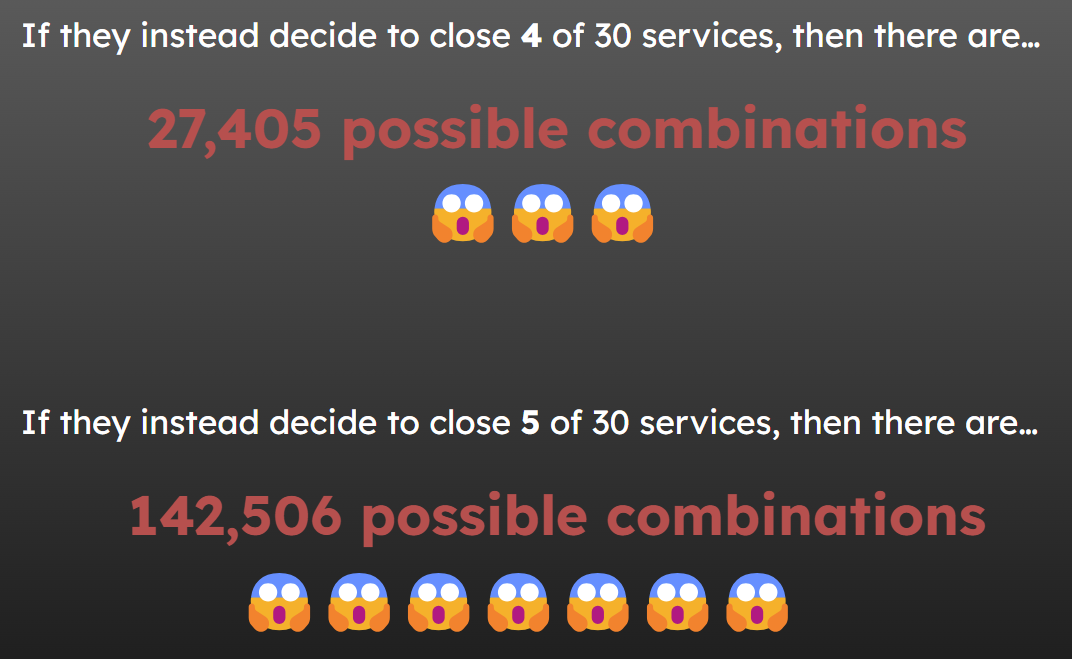 If they instead decide to close 4 of 30 services, then there are...
27,405 possible combinations
If they instead decide to close 5 of 30 services, then there are...
142,506 possible combinations